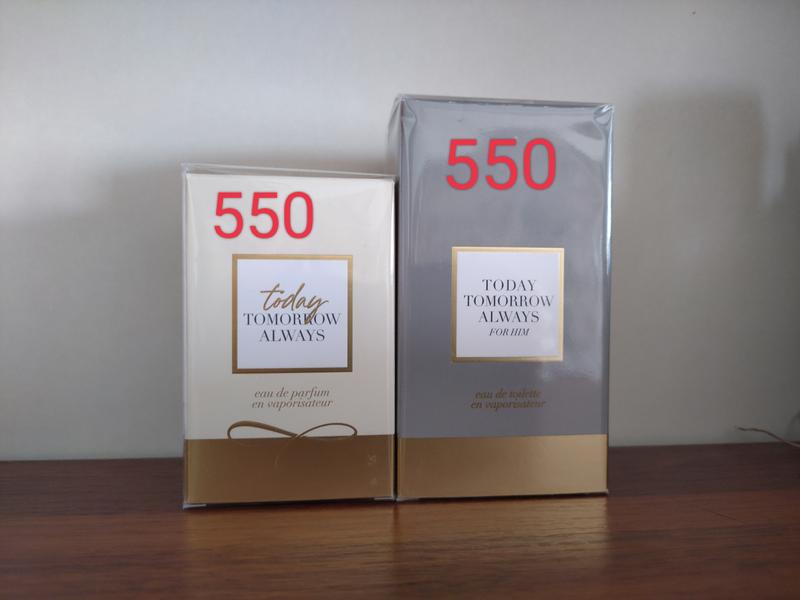 550
today
TOMORROW
ALWAYS
eau de parfum
en vaporisateur
550
TODAY
TOMORROW
ALWAYS
FOR HIM
eau de toilette
en vaporisateur